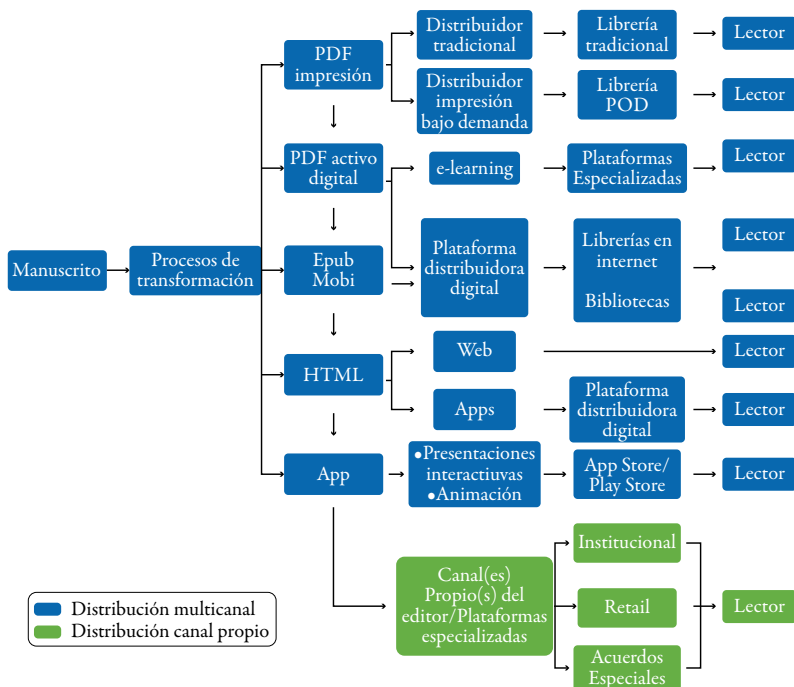 PDF
impresión
Distribuidor
tradicional
Librería
tradicional
Lector
Distribuidor
impresión
bajo demanda
Librería
POD
Lector
PDF activo
digital
e-learning
Plataformas
Especializadas
Lector
Manuscrito
Procesos de
transformación
Epub
Mobi
Plataforma
distribuidora
digital
Librerías en
internet
Bibliotecas
Lector
Lector
HTML
Web
Lector
Apps
Plataforma
distribuidora
digital
Lector
App
•Presentaciones
interactiuvas
•Animación
App Store/
Play Store
Lector
Canal(es)
Propio(s) del
editor/Plataformas
especializadas
Institucional
Retail
Acuerdos
Especiales
Lector
Distribución multicanal
Distribución canal propio